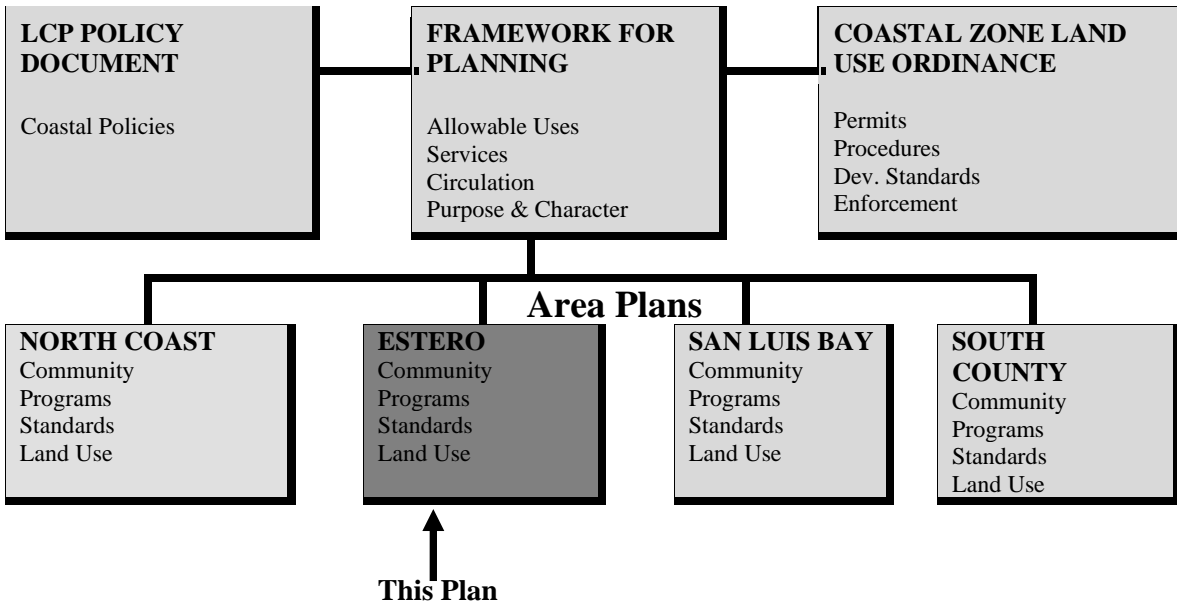 LCP POLICY
DOCUMENT
Coastal Policies
FRAMEWORK FOR
PLANNING
Allowable Uses
Services
Circulation
Purpose & Character
COASTAL ZONE LAND
USE ORDINANCE
Permits
Procedures
Dev. Standards
Enforcement
Area Plans
NORTH COAST
Community
Programs
Standards
Land Use
ESTERO
Community
Programs
Standards
Land Use
SAN LUIS BAY
Community
Programs
Standards
Land Use
SOUTH
COUNTY
Community
Programs
Standards
Land Use
This Plan